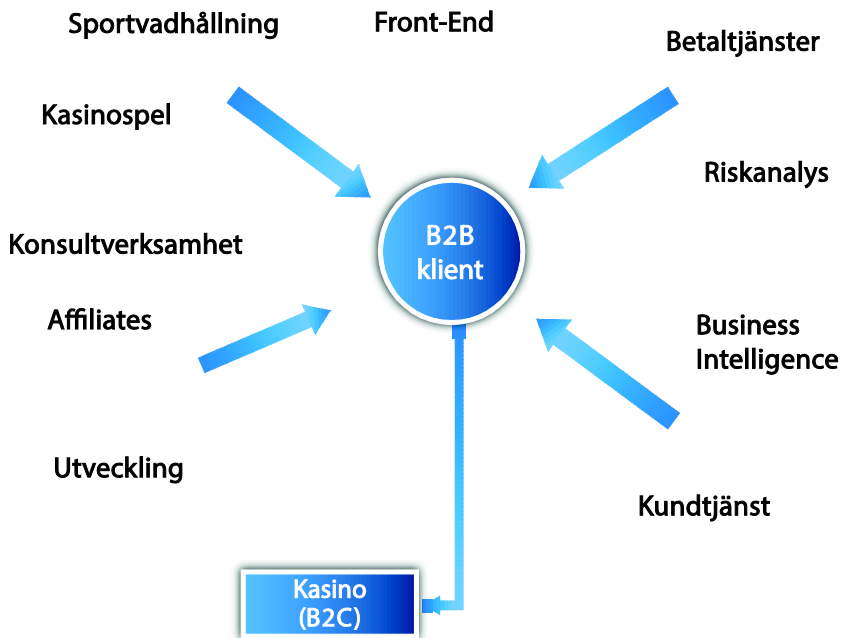 Sportvadhållning
Front-End
Betaltjänster
Kasinospel
Riskanalys
B2B
klient
Konsultverksamhet
Affiliates
Business
Intelligence
Utveckling
Kundtjänst
Kasino
(B2C)